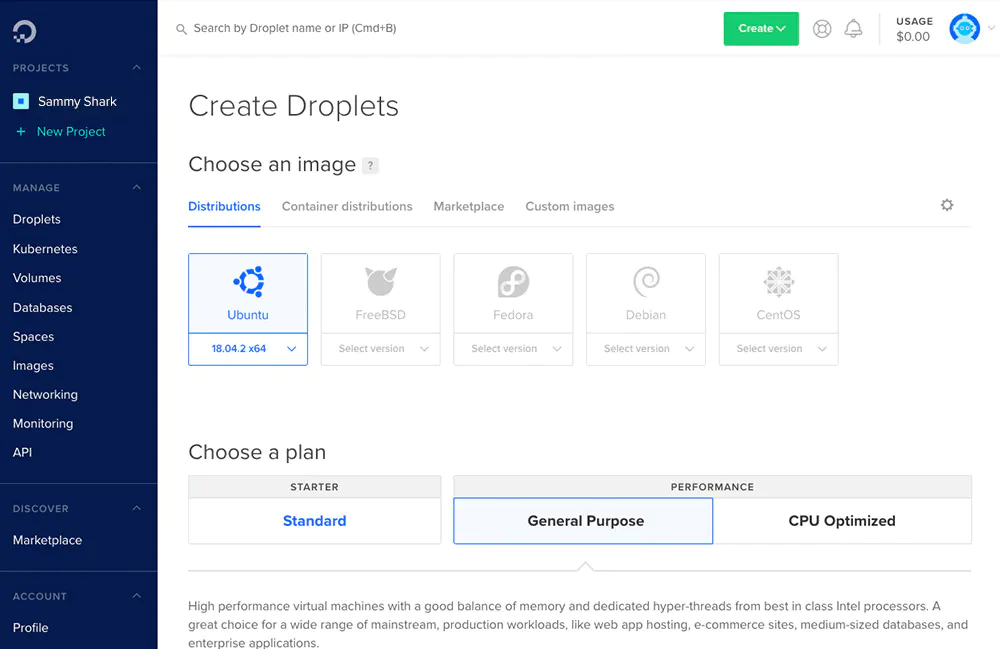 Search by Droplet name or IP (Cmd+B)
Create
USAGE
$0.00
PROJECTS
Sammy Shark
+ New Project
MANAGE
Droplets
Kubernetes
Volumes
Databases
Spaces
Images
Networking
Monitoring
API
DISCOVER
Marketplace
ACCOUNT
Profile
Create Droplets
Choose an image ?
Distributions Container distributions Marketplace Custom images
Ubuntu FreeBSD Fedora Debian CentOS
18.04.2 x64 Select version Select version Select version Select version
Choose a plan
STARTER PERFORMANCE
Standard General Purpose CPU Optimized
High performance virtual machines with a good balance of memory and dedicated hyper-threads from best in class Intel processors. A
great choice for a wide range of mainstream, production workloads, like web app hosting, e-commerce sites, medium-sized databases, and
enterprise applications.